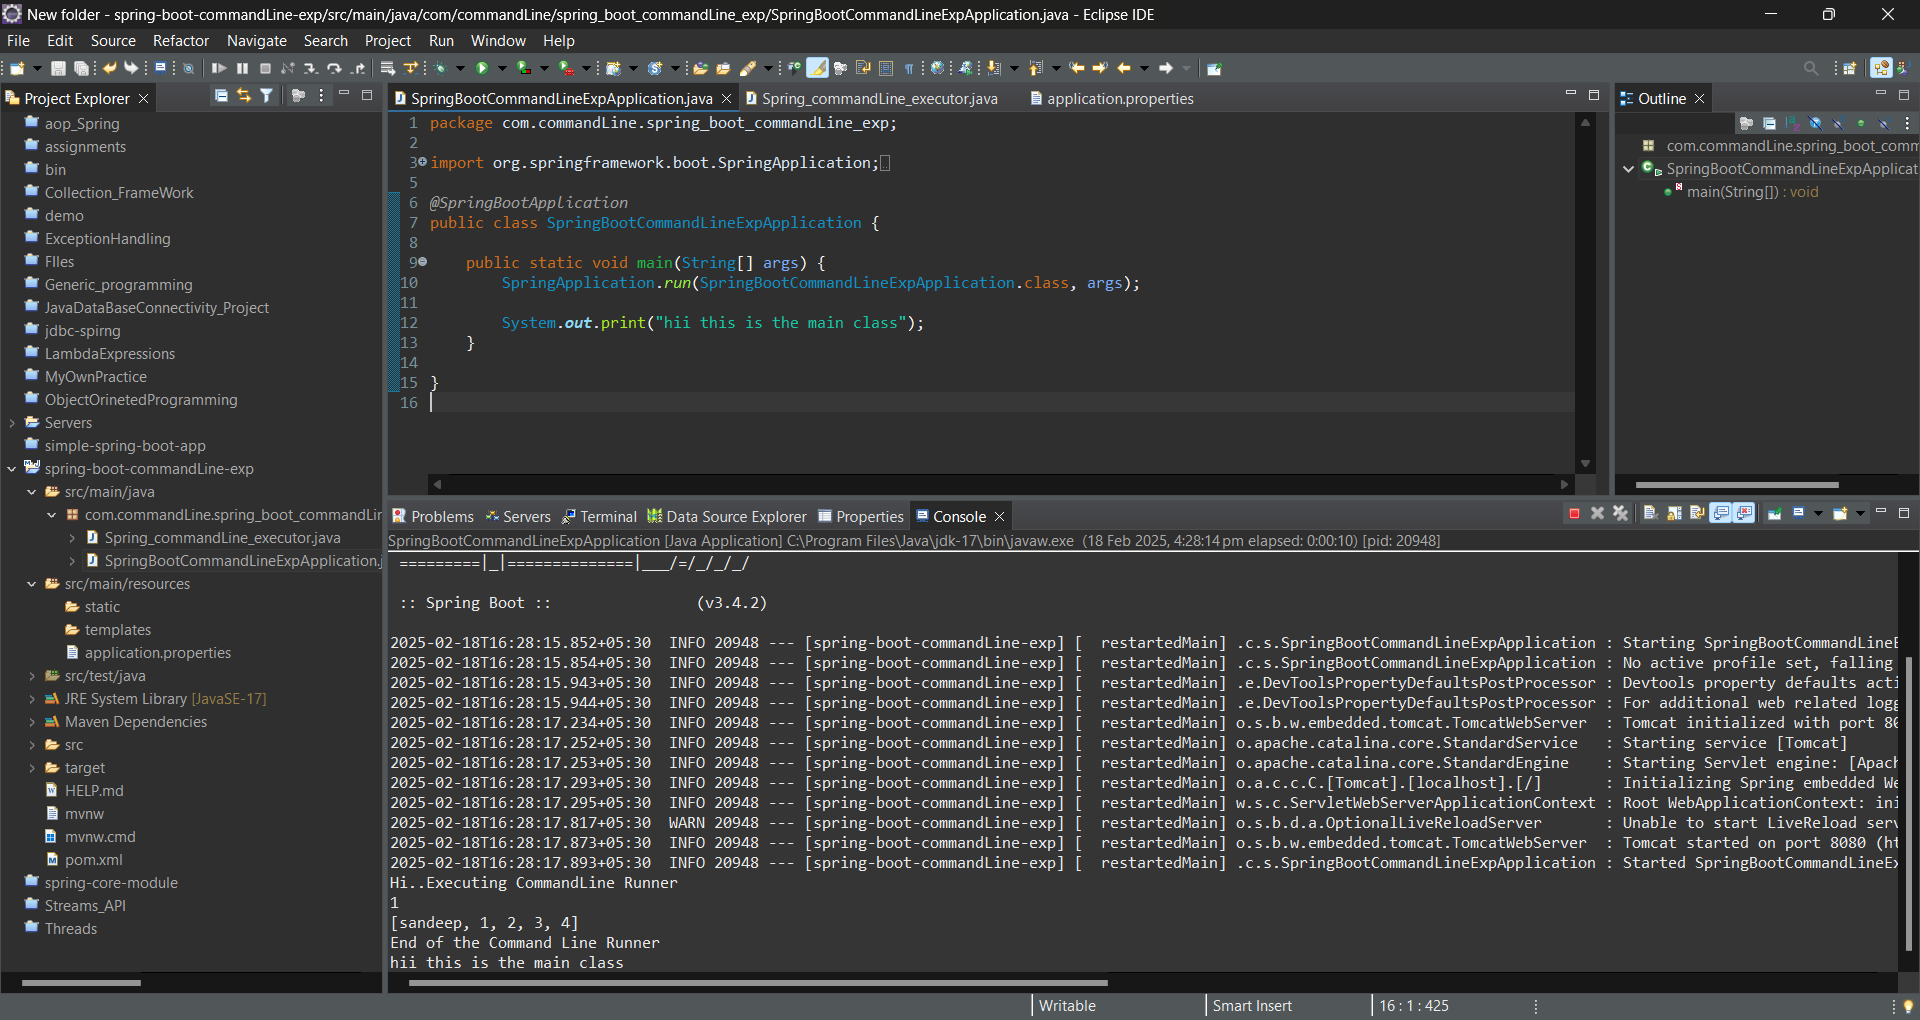 New folder - spring-boot-commandLine-exp/src/main/java/com/commandLine/spring_boot_commandLine_exp/SpringBootCommandLineExpApplication.java - Eclipse IDE
File Edit Source Refactor Navigate Search Project Run Window Help
Project Explorer
aop_Spring
assignments
bin
Collection_FrameWork
demo
ExceptionHandling
FIles
Generic_programming
JavaDataBaseConnectivity_Project
jdbc-spirng
LambdaExpressions
MyOwnPractice
ObjectOrinetedProgramming
Servers
simple-spring-boot-app
spring-boot-commandLine-exp
src/main/java
com.commandLine.spring_boot_commandLir
Spring_commandLine_executor.java
SpringBootCommandLineExpApplication.j
src/main/resources
static
templates
application.properties
src/test/java
JRE System Library [JavaSE-17]
Maven Dependencies
src
target
HELP.md
mvnw
mvnw.cmd
pom.xml
spring-core-module
Streams_API
Threads
SpringBootCommandLineExpApplication.java Spring_commandLine_executor.java application.properties
1 package com.commandLine.spring_boot_commandLine_exp;
2
3 import org.springframework.boot.SpringApplication;
5
6 @SpringBootApplication
7 public class SpringBootCommandLineExpApplication {
8
9 public static void main(String[] args) {
10 SpringApplication.run(SpringBootCommandLineExpApplication.class, args);
11
12 System.out.print("hii this is the main class");
13 }
14
15 }
16
Outline
com.commandLine.spring_boot_comm
SpringBootCommandLineExpApplicat
main(String[]) : void
Problems Servers Terminal Data Source Explorer Properties Console
SpringBootCommandLineExpApplication [Java Application] C:\Program Files\Java\jdk-17\bin\javaw.exe (18 Feb 2025, 4:28:14 pm elapsed: 0:00:10) [pid: 20948]
=========|_|==============|___/=/_/_/_/
:: Spring Boot :: (v3.4.2)
2025-02-18T16:28:15.852+05:30 INFO 20948 --- [spring-boot-commandLine-exp] [ restartedMain] .c.s.SpringBootCommandLineExpApplication : Starting SpringBootCommandLineE
2025-02-18T16:28:15.854+05:30 INFO 20948 --- [spring-boot-commandLine-exp] [ restartedMain] .c.s.SpringBootCommandLineExpApplication : No active profile set, falling
2025-02-18T16:28:15.943+05:30 INFO 20948 --- [spring-boot-commandLine-exp] [ restartedMain] .e.DevToolsPropertyDefaultsPostProcessor : Devtools property defaults acti
2025-02-18T16:28:15.944+05:30 INFO 20948 --- [spring-boot-commandLine-exp] [ restartedMain] .e.DevToolsPropertyDefaultsPostProcessor : For additional web related logg
2025-02-18T16:28:17.234+05:30 INFO 20948 --- [spring-boot-commandLine-exp] [ restartedMain] o.s.b.w.embedded.tomcat.TomcatWebServer : Tomcat initialized with port 80
2025-02-18T16:28:17.252+05:30 INFO 20948 --- [spring-boot-commandLine-exp] [ restartedMain] o.apache.catalina.core.StandardService : Starting service [Tomcat]
2025-02-18T16:28:17.253+05:30 INFO 20948 --- [spring-boot-commandLine-exp] [ restartedMain] o.apache.catalina.core.StandardEngine : Starting Servlet engine: [Apach
2025-02-18T16:28:17.293+05:30 INFO 20948 --- [spring-boot-commandLine-exp] [ restartedMain] o.a.c.c.C.[Tomcat].[localhost].[/] : Initializing Spring embedded We
2025-02-18T16:28:17.295+05:30 INFO 20948 --- [spring-boot-commandLine-exp] [ restartedMain] w.s.c.ServletWebServerApplicationContext : Root WebApplicationContext: ini
2025-02-18T16:28:17.817+05:30 WARN 20948 --- [spring-boot-commandLine-exp] [ restartedMain] o.s.b.d.a.OptionalLiveReloadServer : Unable to start LiveReload serv
2025-02-18T16:28:17.873+05:30 INFO 20948 --- [spring-boot-commandLine-exp] [ restartedMain] o.s.b.w.embedded.tomcat.TomcatWebServer : Tomcat started on port 8080 (ht
2025-02-18T16:28:17.893+05:30 INFO 20948 --- [spring-boot-commandLine-exp] [ restartedMain] .c.s.SpringBootCommandLineExpApplication : Started SpringBootCommandLineEx
Hi..Executing CommandLine Runner
1
[sandeep, 1, 2, 3, 4]
End of the Command Line Runner
hii this is the main class
Writable Smart Insert 16 : 1 : 425